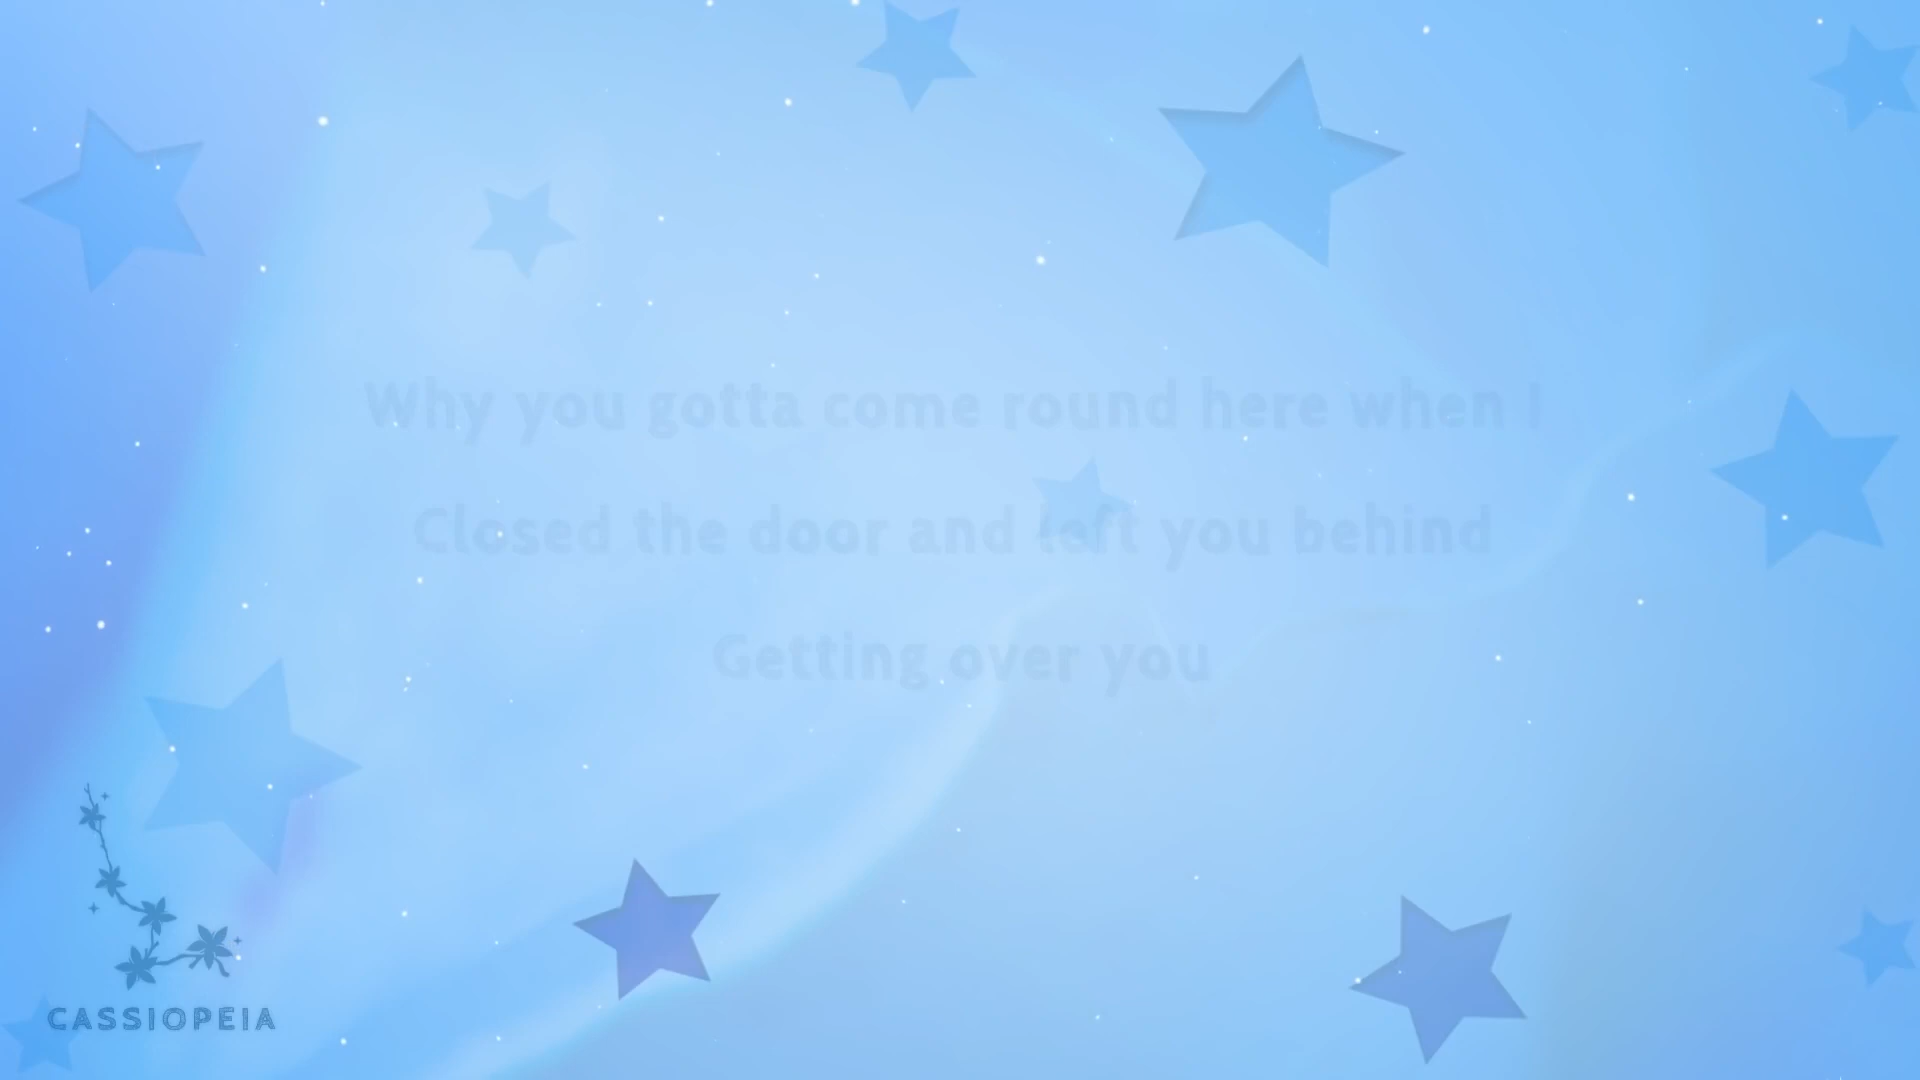 Why you gotta come round here when I
Closed the door and left you behind
Getting over you
CASSIOPEIA